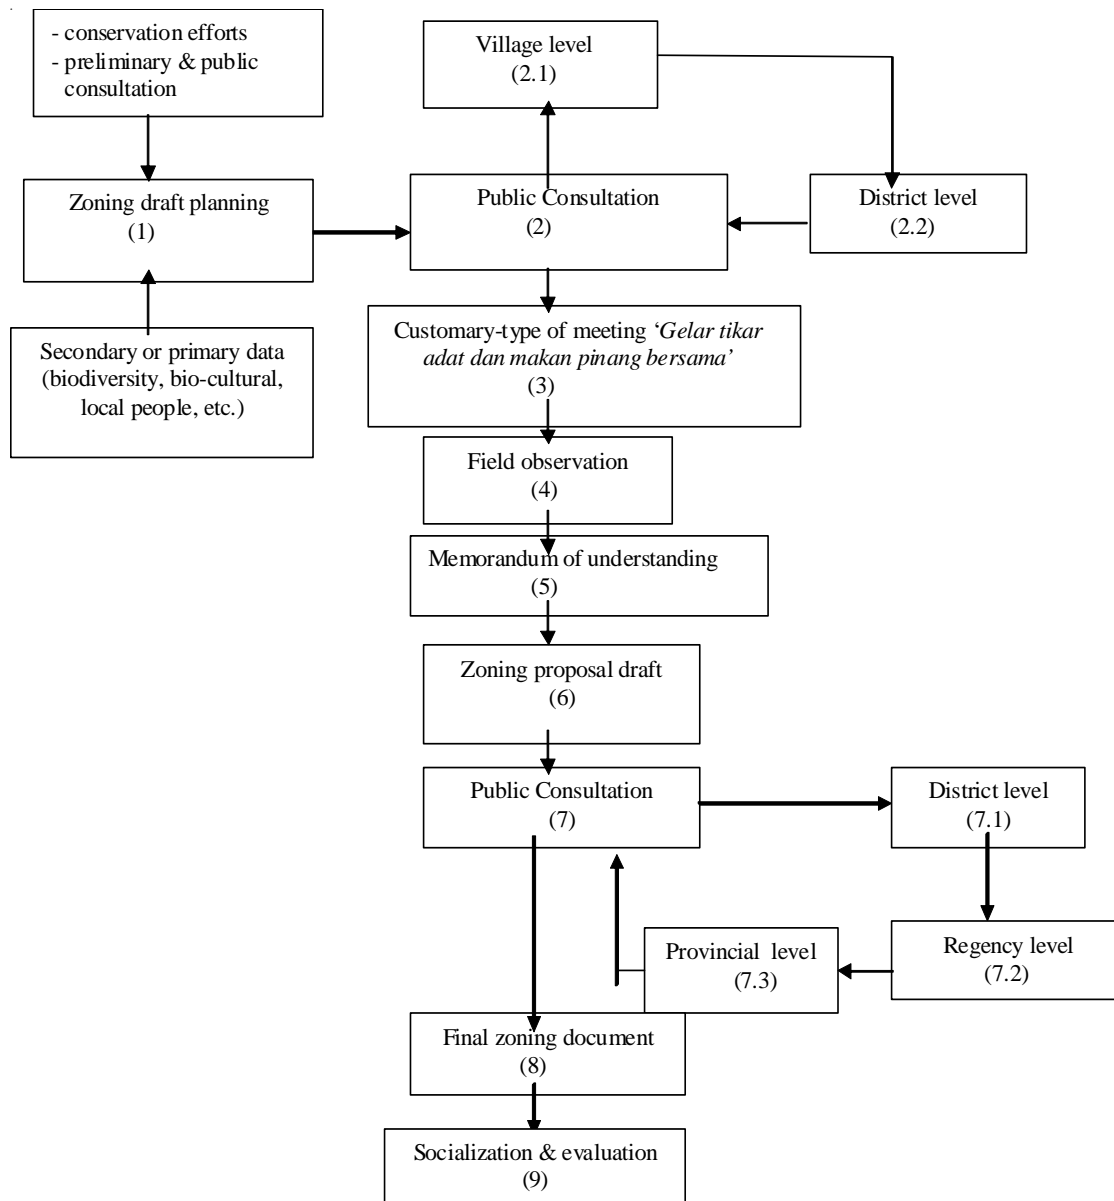 - conservation efforts
- preliminary & public
consultation
Village level
(2.1)
Zoning draft planning
(1)
Public Consultation
(2)
District level
(2.2)
Secondary or primary data
(biodiversity, bio-cultural,
local people, etc.)
Customary-type of meeting ‘Gelar tikar
adat dan makan pinang bersama’
(3)
Field observation
(4)
Memorandum of understanding
(5)
Zoning proposal draft
(6)
Public Consultation
(7)
District level
(7.1)
Regency level
(7.2)
Provincial level
(7.3)
Final zoning document
(8)
Socialization & evaluation
(9)